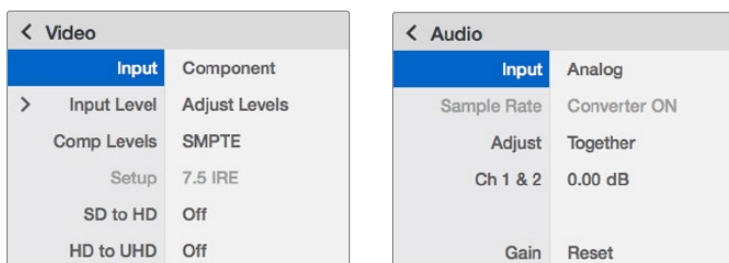 < Video
Input Component
> Input Level Adjust Levels
Comp Levels SMPTE
Setup 7.5 IRE
SD to HD Off
HD to UHD Off
< Audio
Input Analog
Sample Rate Converter ON
Adjust Together
Ch 1 & 2 0.00 dB
Gain Reset